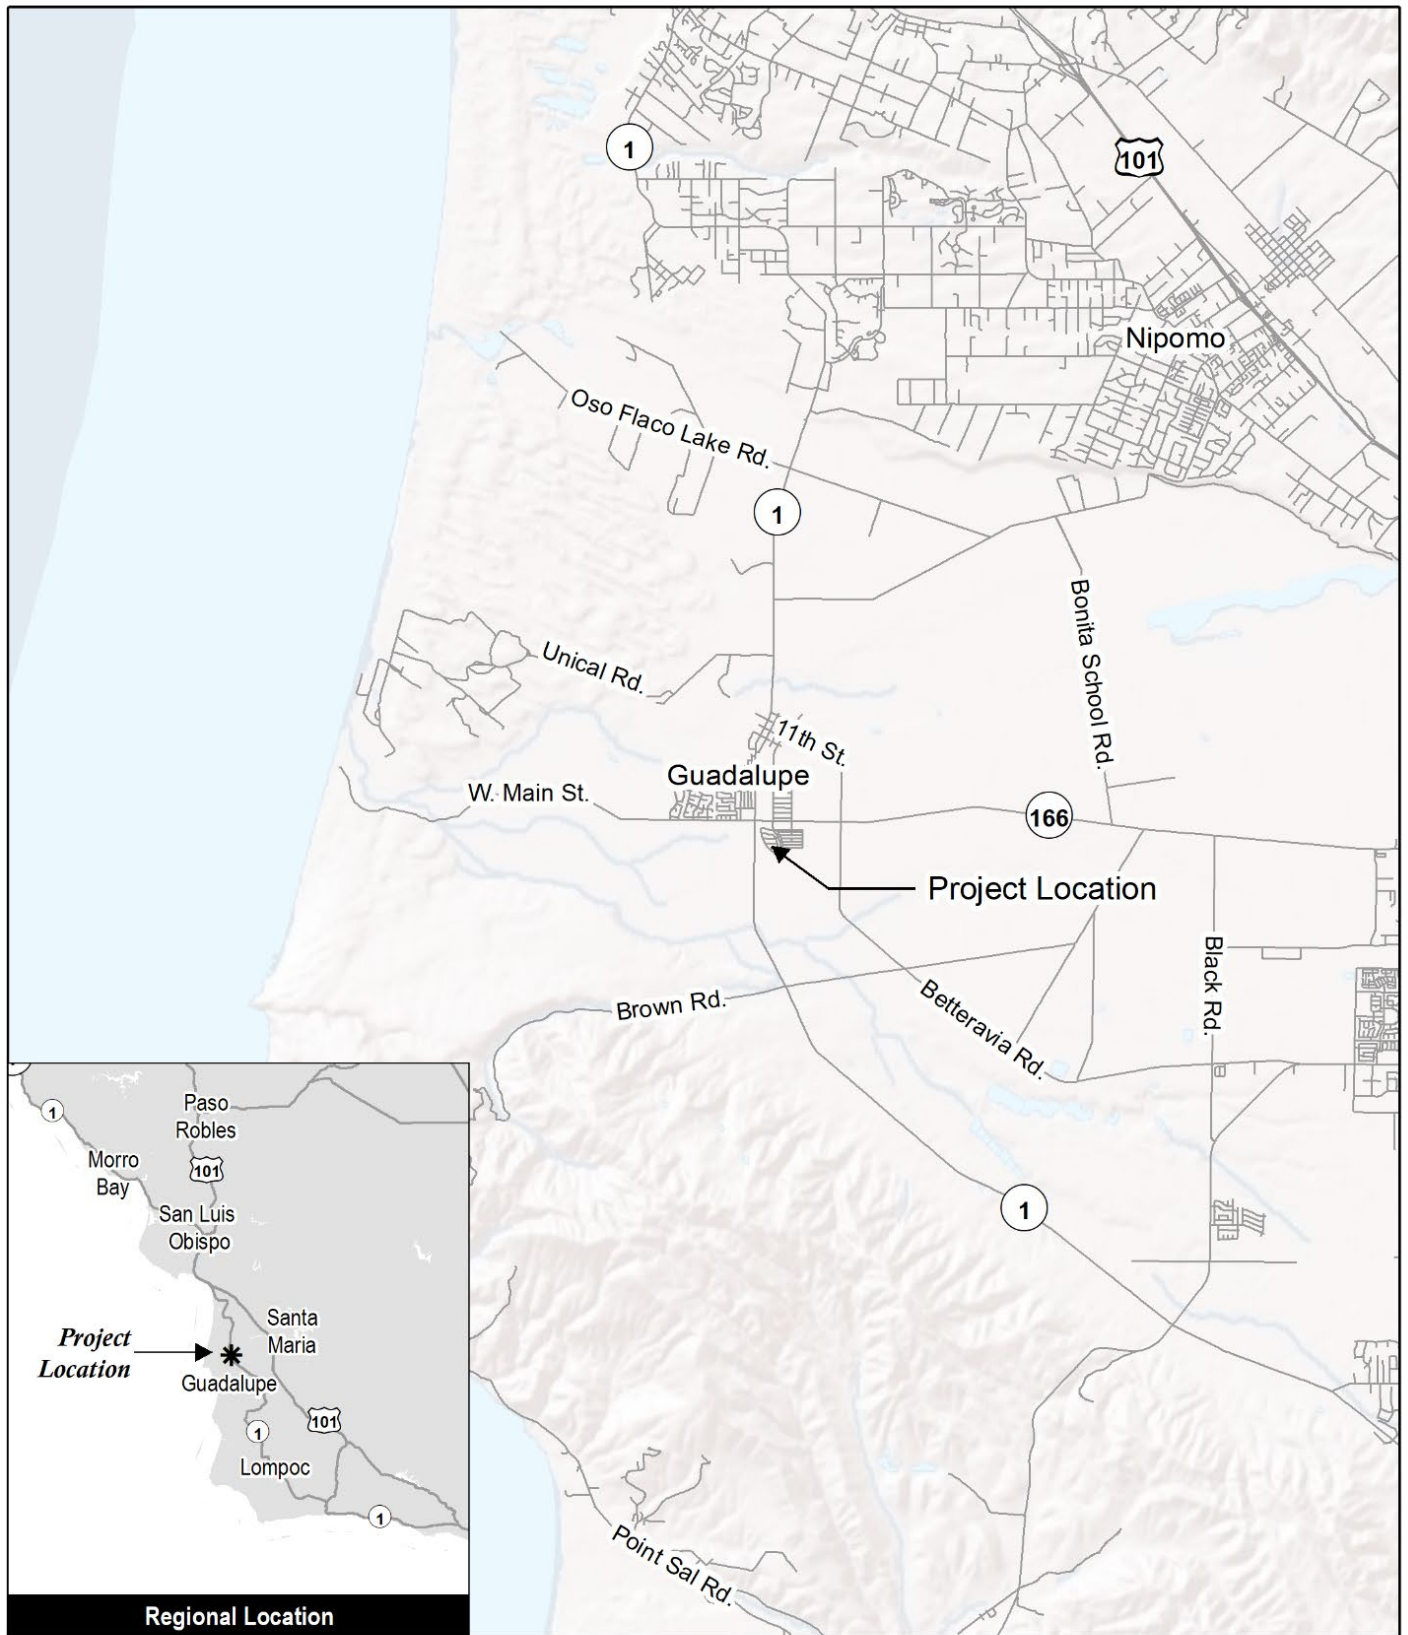 1
101
Nipomo
Oso Flaco Lake Rd.
1
Bonita School Rd.
Unical Rd.
11th St.
Guadalupe
W. Main St.
166
Project Location
Black Rd.
Betteravia Rd.
Brown Rd.
1
Point Sal Rd.
1
Paso
Robles
Morro
Bay
101
San Luis
Obispo
Santa
Maria
Project
Location
Guadalupe
1
101
Lompoc
1
Regional Location